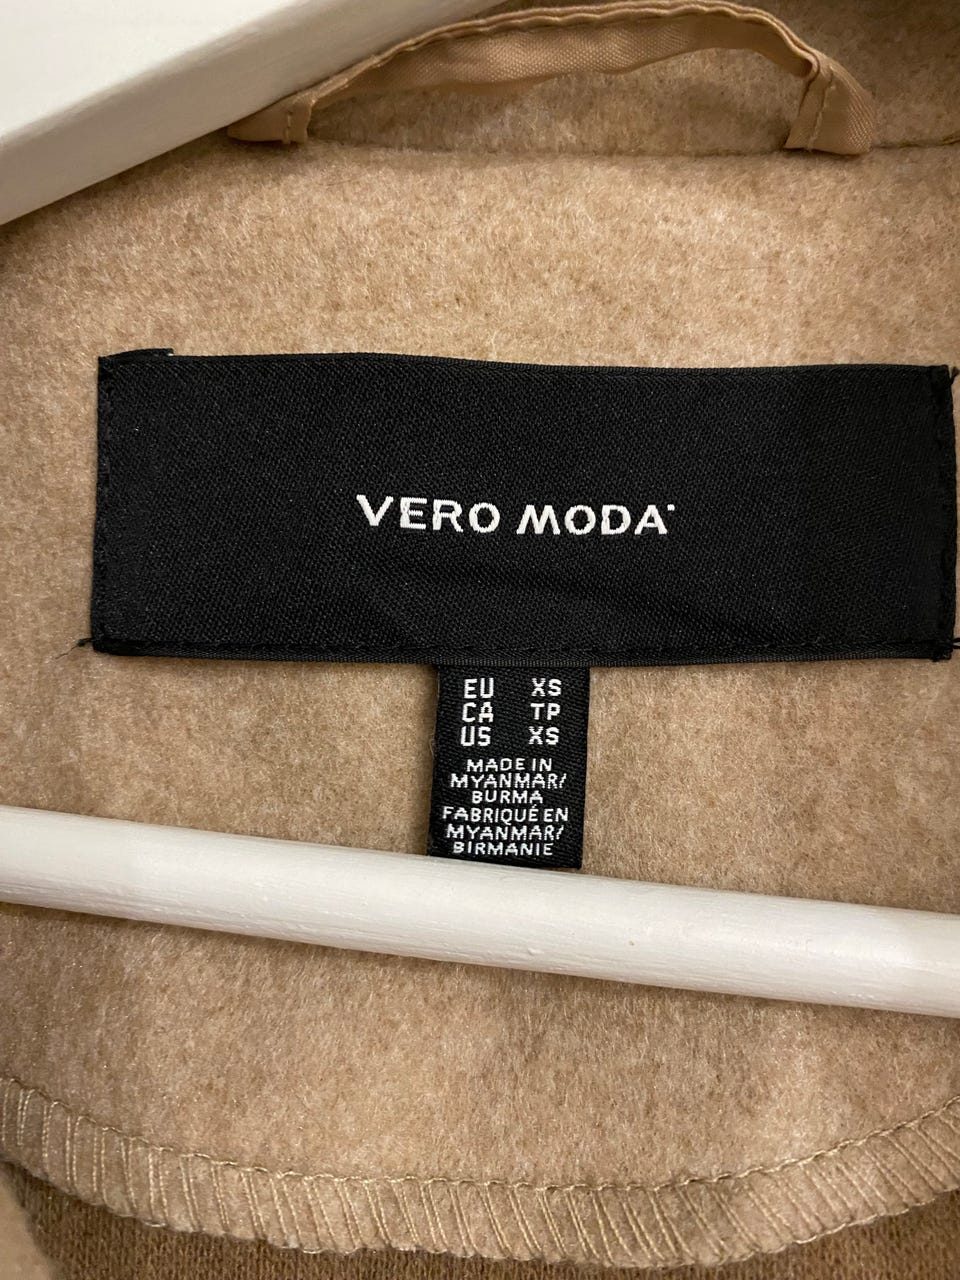 VERO MODA
EU XS
CA TP
US XS
MADE IN
MYANMAR/
BURMA
FABRIQUÉ EN
MYANMAR/
BIRMANIE